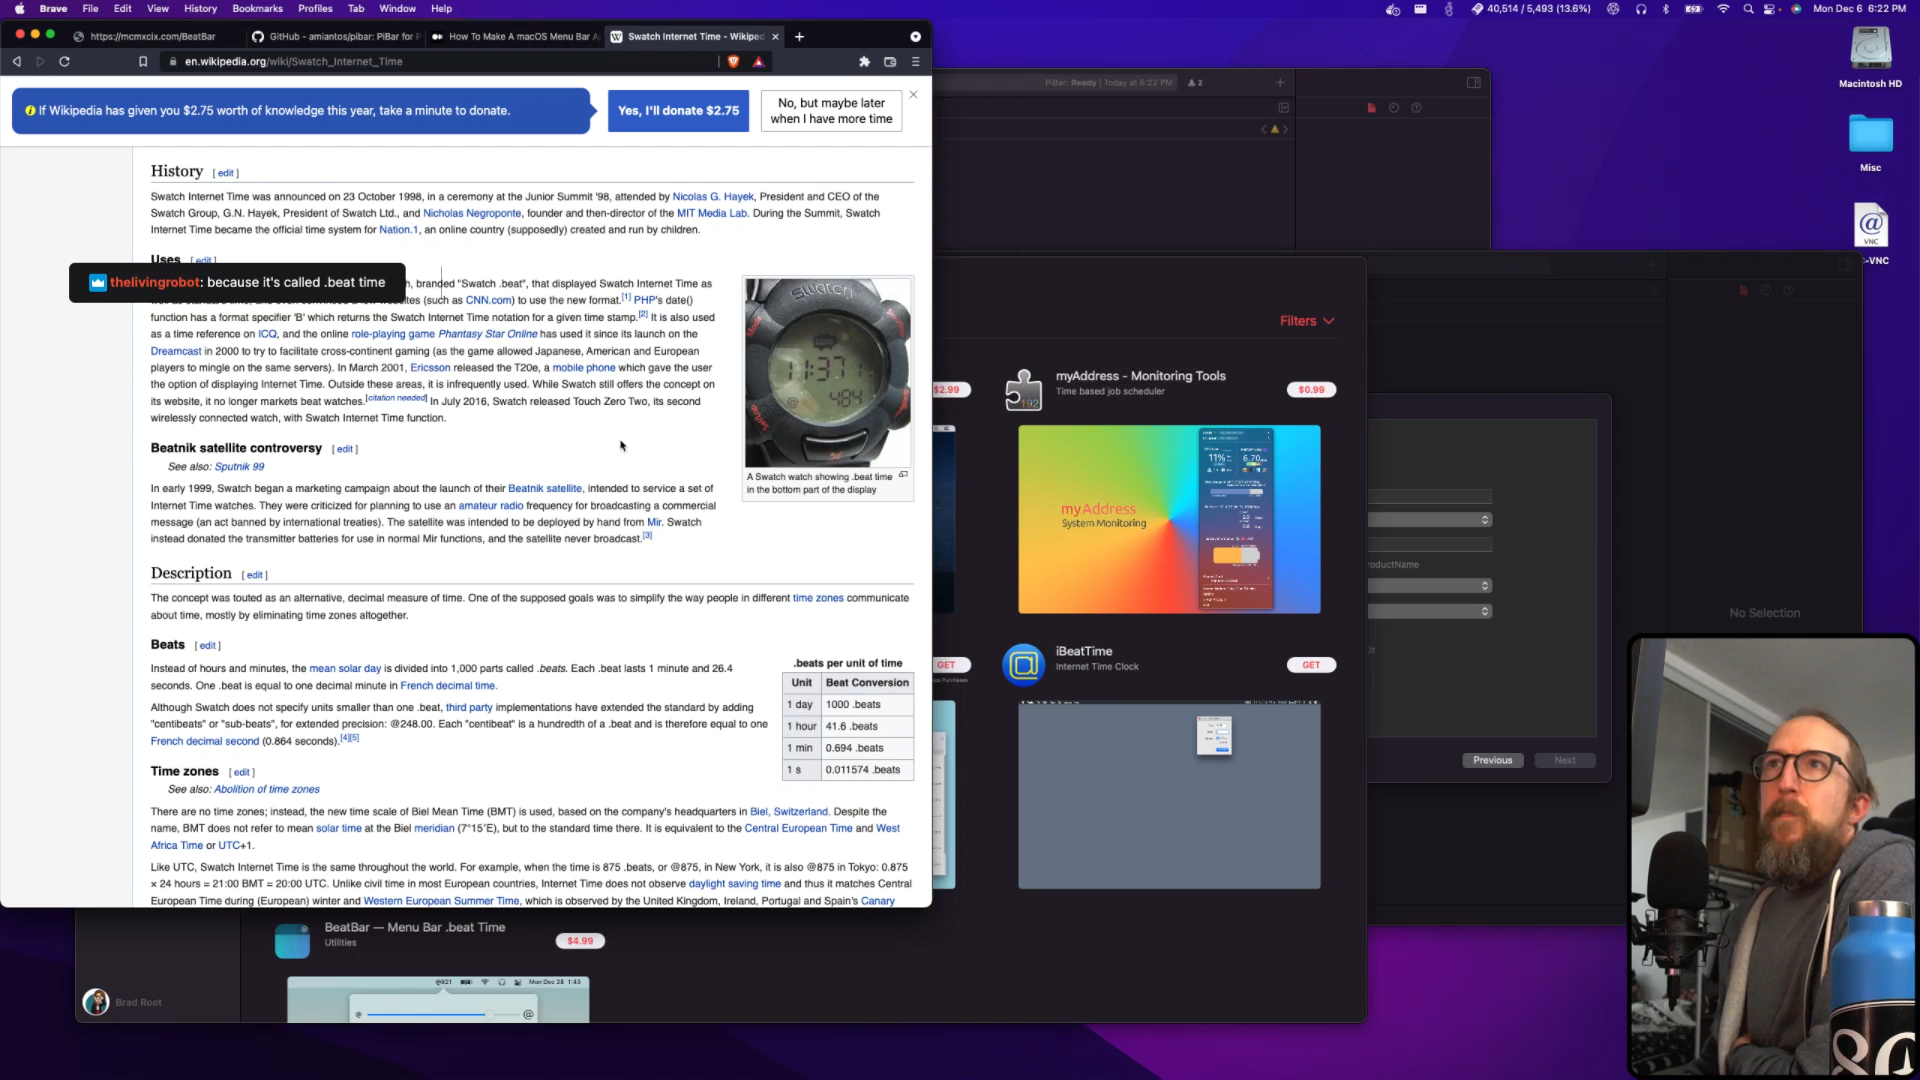 Brave File Edit View History Bookmarks Profiles Tab Window Help
40,514 / 5,493 (13.6%) Mon Dec 6 6:22 PM
https://mcmxcix.com/BeatBar
GitHub - amiantos/pibar: PiBar for P
How To Make A macOS Menu Bar A
Swatch Internet Time - Wikiped
en.wikipedia.org/wiki/Swatch_Internet_Time
If Wikipedia has given you $2.75 worth of knowledge this year, take a minute to donate.
Yes, I'll donate $2.75
No, but maybe later
when I have more time
History [ edit ]
Swatch Internet Time was announced on 23 October 1998, in a ceremony at the Junior Summit '98, attended by Nicolas G. Hayek, President and CEO of the
Swatch Group, G.N. Hayek, President of Swatch Ltd., and Nicholas Negroponte, founder and then-director of the MIT Media Lab. During the Summit, Swatch
Internet Time became the official time system for Nation.1, an online country (supposedly) created and run by children.
Uses [ edit ]
thelivingrobot: because it's called .beat time
h, branded "Swatch .beat", that displayed Swatch Internet Time as
(such as CNN.com) to use the new format.[1] PHP's date()
function has a format specifier 'B' which returns the Swatch Internet Time notation for a given time stamp.[2] It is also used
as a time reference on ICQ, and the online role-playing game Phantasy Star Online has used it since its launch on the
Dreamcast in 2000 to try to facilitate cross-continent gaming (as the game allowed Japanese, American and European
players to mingle on the same servers). In March 2001, Ericsson released the T20e, a mobile phone which gave the user
the option of displaying Internet Time. Outside these areas, it is infrequently used. While Swatch still offers the concept on
its website, it no longer markets beat watches.[citation needed] In July 2016, Swatch released Touch Zero Two, its second
wirelessly connected watch, with Swatch Internet Time function.
swatch
11:37
@ 484
A Swatch watch showing .beat time
in the bottom part of the display
Beatnik satellite controversy [ edit ]
See also: Sputnik 99
In early 1999, Swatch began a marketing campaign about the launch of their Beatnik satellite, intended to service a set of
Internet Time watches. They were criticized for planning to use an amateur radio frequency for broadcasting a commercial
message (an act banned by international treaties). The satellite was intended to be deployed by hand from Mir. Swatch
instead donated the transmitter batteries for use in normal Mir functions, and the satellite never broadcast.[3]
Description [ edit ]
The concept was touted as an alternative, decimal measure of time. One of the supposed goals was to simplify the way people in different time zones communicate
about time, mostly by eliminating time zones altogether.
Beats [ edit ]
Instead of hours and minutes, the mean solar day is divided into 1,000 parts called .beats. Each .beat lasts 1 minute and 26.4
seconds. One .beat is equal to one decimal minute in French decimal time.
Although Swatch does not specify units smaller than one .beat, third party implementations have extended the standard by adding
"centibeats" or "sub-beats", for extended precision: @248.00. Each "centibeat" is a hundredth of a .beat and is therefore equal to one
French decimal second (0.864 seconds).[4][5]
.beats per unit of time
Unit Beat Conversion
1 day 1000 .beats
1 hour 41.6 .beats
1 min 0.694 .beats
1 s 0.011574 .beats
Time zones [ edit ]
See also: Abolition of time zones
There are no time zones; instead, the new time scale of Biel Mean Time (BMT) is used, based on the company's headquarters in Biel, Switzerland. Despite the
name, BMT does not refer to mean solar time at the Biel meridian (7°15′E), but to the standard time there. It is equivalent to the Central European Time and West
Africa Time or UTC+1.
Like UTC, Swatch Internet Time is the same throughout the world. For example, when the time is 875 .beats, or @875, in New York, it is also @875 in Tokyo: 0.875
× 24 hours = 21:00 BMT = 20:00 UTC. Unlike civil time in most European countries, Internet Time does not observe daylight saving time and thus it matches Central
European Time during (European) winter and Western European Summer Time, which is observed by the United Kingdom, Ireland, Portugal and Spain's Canary
PiBar: Ready | Today at 6:22 PM 2
Filters
$2.99
myAddress - Monitoring Tools
Time based job scheduler
$0.99
192
myAddress
System Monitoring
11%
6.70
GET
iBeatTime
Internet Time Clock
GET
BeatBar — Menu Bar .beat Time
Utilities
$4.99
@821 Mon Dec 28 1:43
@ @
Brad Root
oductName
No Selection
Previous Next
Macintosh HD
Misc
@
VNC
-VNC